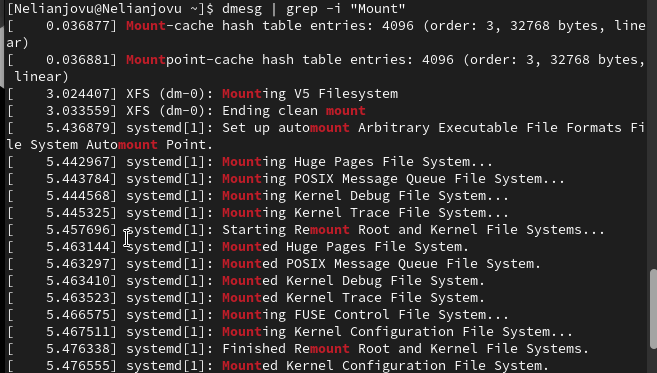 [Nelianjovu@Nelianjovu ~]$ dmesg | grep -i "Mount"
[    0.036877] Mount-cache hash table entries: 4096 (order: 3, 32768 bytes, line
ar)
[    0.036881] Mountpoint-cache hash table entries: 4096 (order: 3, 32768 bytes,
 linear)
[    3.024407] XFS (dm-0): Mounting V5 Filesystem
[    3.033559] XFS (dm-0): Ending clean mount
[    5.436879] systemd[1]: Set up automount Arbitrary Executable File Formats Fi
le System Automount Point.
[    5.442967] systemd[1]: Mounting Huge Pages File System...
[    5.443784] systemd[1]: Mounting POSIX Message Queue File System...
[    5.444568] systemd[1]: Mounting Kernel Debug File System...
[    5.445325] systemd[1]: Mounting Kernel Trace File System...
[    5.457696] systemd[1]: Starting Remount Root and Kernel File Systems...
[    5.463144] systemd[1]: Mounted Huge Pages File System.
[    5.463297] systemd[1]: Mounted POSIX Message Queue File System.
[    5.463410] systemd[1]: Mounted Kernel Debug File System.
[    5.463523] systemd[1]: Mounted Kernel Trace File System.
[    5.466575] systemd[1]: Mounting FUSE Control File System...
[    5.467511] systemd[1]: Mounting Kernel Configuration File System...
[    5.476338] systemd[1]: Finished Remount Root and Kernel File Systems.
[    5.476555] systemd[1]: Mounted Kernel Configuration File System.